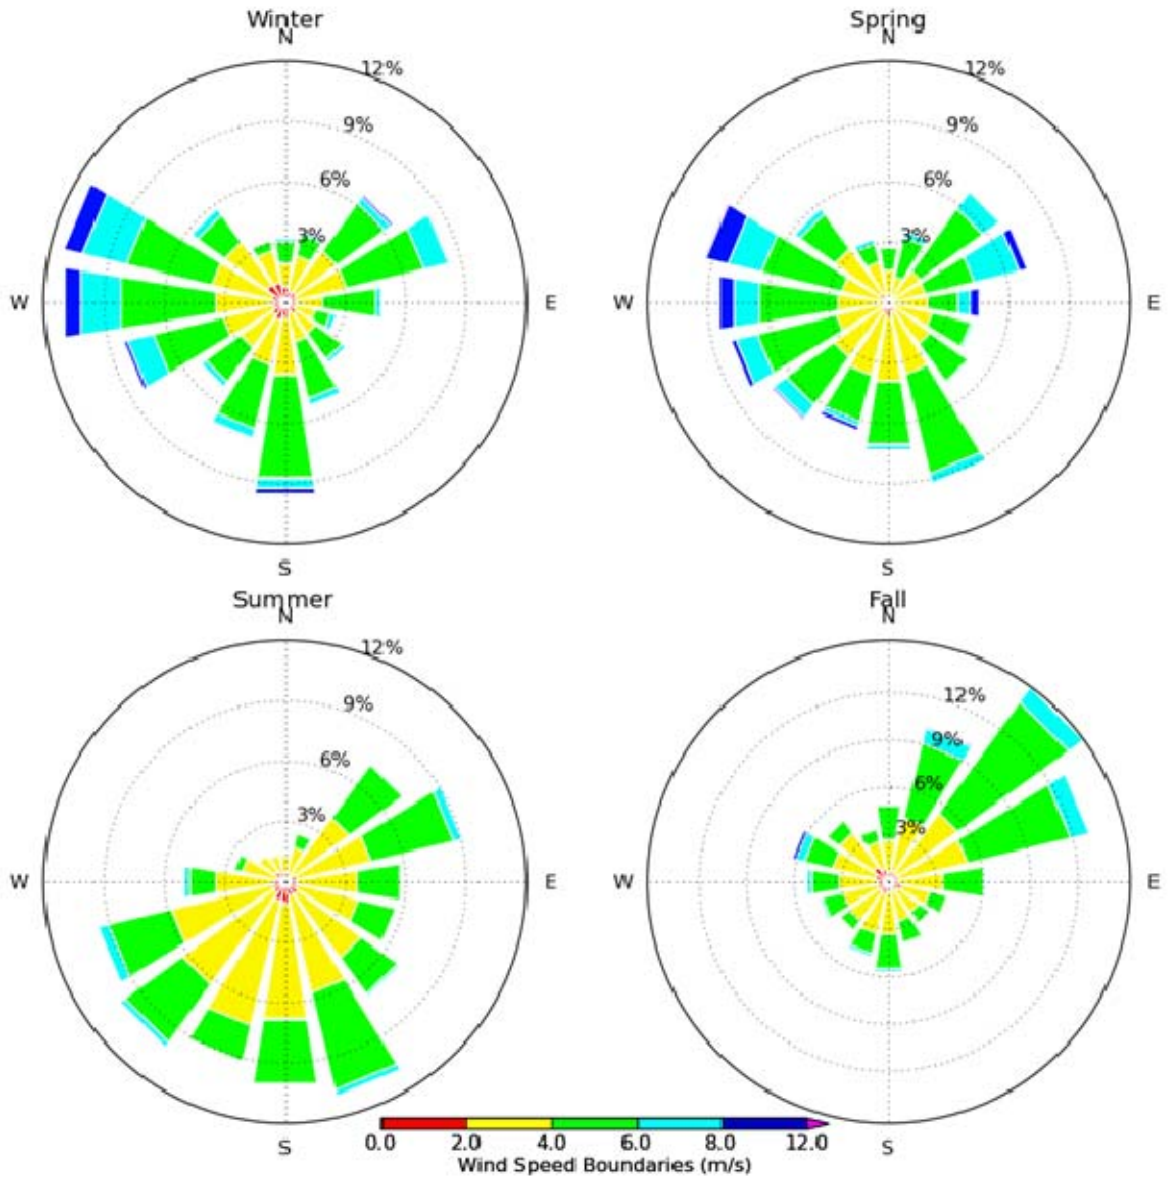 Winter
N
12%
9%
6%
3%
W
E
S
Spring
N
12%
9%
6%
3%
W
E
S
Summer
N
12%
9%
6%
3%
W
E
S
Fall
N
12%
9%
6%
3%
W
E
S
0.0 2.0 4.0 6.0 8.0 12.0
Wind Speed Boundaries (m/s)